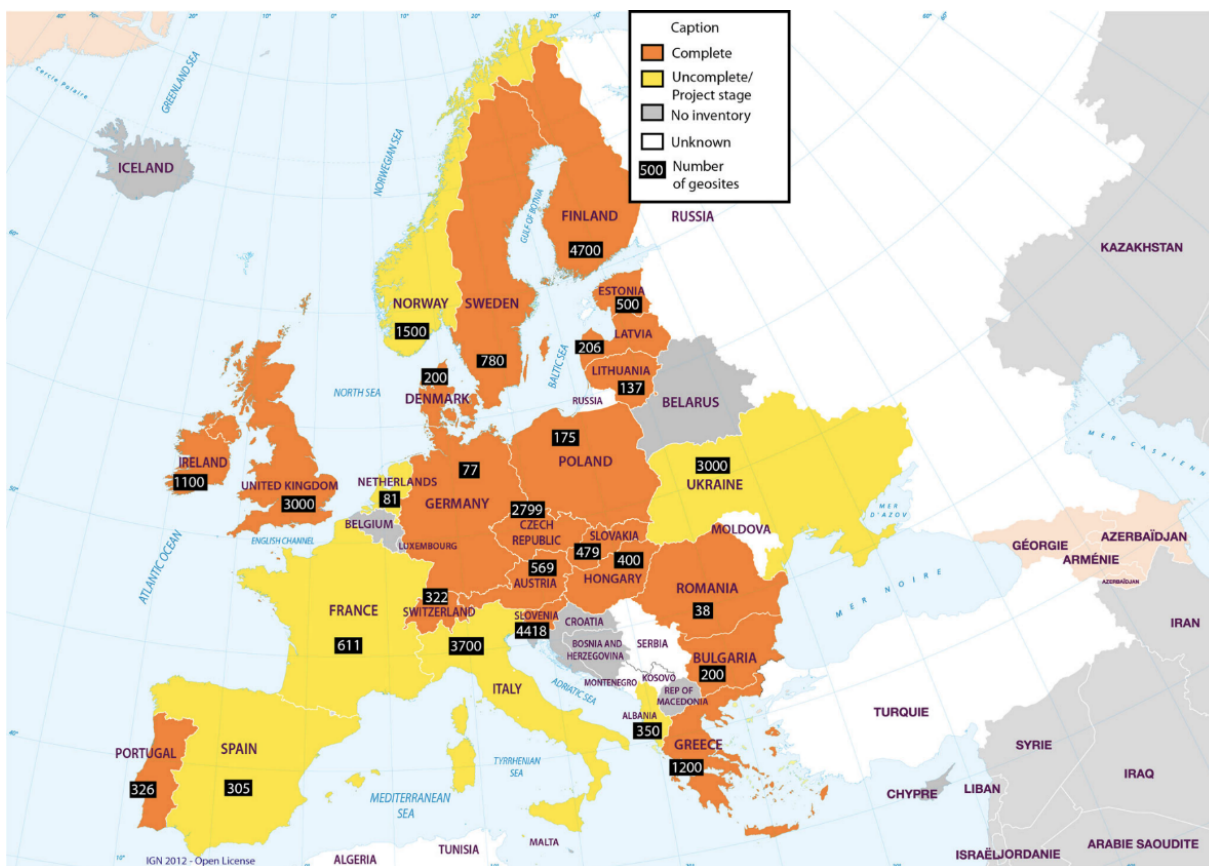 Caption
Complete
Uncomplete/
Project stage
No inventory
Unknown
500
Number
of geosites
Cercle Polaire
GREENLAND SEA
ICELAND
NORWEGIAN SEA
GULF OF BOTNIA
FINLAND
4700
RUSSIA
KAZAKHSTAN
NORWAY
1500
SWEDEN
780
ESTONIA
500
LATVIA
206
LITHUANIA
137
RUSSIA
BALTIC SEA
BELARUS
NORTH SEA
200
DENMARK
IRELAND
1100
UNITED KINGDOM
3000
NETHERLANDS
81
BELGIUM
LUXEMBOURG
77
GERMANY
175
POLAND
3000
UKRAINE
MER
D'AZOV
MER CASPIENNE
ENGLISH CHANNEL
ATLANTIC OCEAN
2799
CZECH
REPUBLIC
SLOVAKIA
479
400
HUNGARY
569
AUSTRIA
MOLDOVA
GÉORGIE
AZERBAÏDJAN
ARMÉNIE
AZERBAÏDJAN
FRANCE
611
322
SWITZERLAND
3700
SLOVENIA
4418
CROATIA
BOSNIA AND
HERZEGOVINA
SERBIA
ROMANIA
38
MER NOIRE
IRAN
BULGARIA
200
MONTENEGRO
KOSOVO
REP OF
MACEDONIA
ADRIATIC SEA
ITALY
ALBANIA
350
GREECE
1200
TURQUIE
PORTUGAL
326
SPAIN
305
TYRRHENIAN
SEA
MEDITERRANEAN
SEA
SYRIE
IRAQ
CHYPRE
LIBAN
MALTA
TUNISIA
ALGERIA
ISRAËL
JORDANIE
ARABIE SAOUDITE
IGN 2012 - Open License